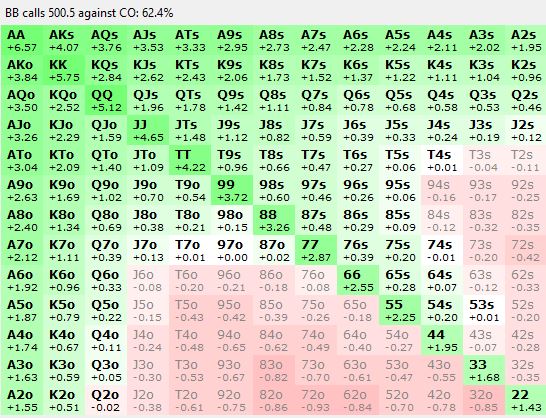 BB calls 500.5 against CO: 62.4%
AA AKs AQs AJs ATs A9s A8s A7s A6s A5s A4s A3s A2s
+6.57 +4.07 +3.76 +3.53 +3.33 +2.95 +2.73 +2.47 +2.28 +2.24 +2.11 +2.02 +1.95
AKo KK KQs KJs KTs K9s K8s K7s K6s K5s K4s K3s K2s
+3.84 +5.75 +2.84 +2.62 +2.43 +2.06 +1.73 +1.52 +1.37 +1.22 +1.11 +1.04 +0.96
AQo KQo QQ QJs QTs Q9s Q8s Q7s Q6s Q5s Q4s Q3s Q2s
+3.50 +2.52 +5.12 +1.96 +1.78 +1.42 +1.11 +0.84 +0.78 +0.68 +0.58 +0.53 +0.46
AJo KJo QJo JJ JTs J9s J8s J7s J6s J5s J4s J3s J2s
+3.26 +2.29 +1.59 +4.65 +1.48 +1.12 +0.82 +0.59 +0.39 +0.33 +0.24 +0.19 +0.12
ATo KTo QTo JTo TT T9s T8s T7s T6s T5s T4s T3s T2s
+3.04 +2.09 +1.40 +1.09 +4.22 +0.96 +0.66 +0.47 +0.27 +0.06 +0.01 -0.04 -0.11
A9o K9o Q9o J9o T9o 99 98s 97s 96s 95s 94s 93s 92s
+2.63 +1.69 +1.02 +0.70 +0.54 +3.72 +0.60 +0.46 +0.26 +0.06 -0.16 -0.17 -0.25
A8o K8o Q8o J8o T8o 98o 88 87s 86s 85s 84s 83s 82s
+2.40 +1.34 +0.69 +0.38 +0.21 +0.15 +3.26 +0.48 +0.29 +0.09 -0.12 -0.32 -0.35
A7o K7o Q7o J7o T7o 97o 87o 77 76s 75s 74s 73s 72s
+2.12 +1.11 +0.39 +0.13 +0.01 +0.00 +0.02 +2.87 +0.39 +0.20 -0.01 -0.20 -0.42
A6o K6o Q6o J6o T6o 96o 86o 76o 66 65s 64s 63s 62s
+1.92 +0.96 +0.33 -0.08 -0.20 -0.21 -0.18 -0.08 +2.55 +0.28 +0.07 -0.12 -0.33
A5o K5o Q5o J5o T5o 95o 85o 75o 65o 55 54s 53s 52s
+1.87 +0.79 +0.22 -0.15 -0.43 -0.42 -0.39 -0.26 -0.17 +2.25 +0.20 +0.01 -0.20
A4o K4o Q4o J4o T4o 94o 84o 74o 64o 54o 44 43s 42s
+1.74 +0.67 +0.11 -0.24 -0.48 -0.65 -0.62 -0.49 -0.40 -0.27 +1.95 -0.07 -0.28
A3o K3o Q3o J3o T3o 93o 83o 73o 63o 53o 43o 33 32s
+1.63 +0.59 +0.05 -0.30 -0.53 -0.67 -0.82 -0.70 -0.61 -0.47 -0.55 +1.68 -0.35
A2o K2o Q2o J2o T2o 92o 82o 72o 62o 52o 42o 32o 22
+1.55 +0.51 -0.02 -0.38 -0.61 -0.76 -0.86 -0.93 -0.84 -0.70 -0.78 -0.85 +1.43